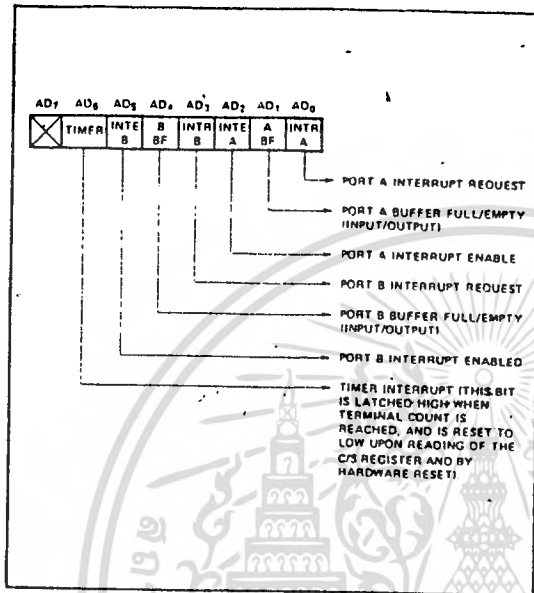 AD7 AD6 AD5 AD4 AD3 AD2 AD1 AD0
TIMER INTE B B BF INTR B INTE A A BF INTR A
PORT A INTERRUPT REQUEST
PORT A BUFFER FULL/EMPTY
(INPUT/OUTPUT)
PORT A INTERRUPT ENABLE
PORT B INTERRUPT REQUEST
PORT B BUFFER FULL/EMPTY
(INPUT/OUTPUT)
PORT B INTERRUPT ENABLED
TIMER INTERRUPT (THIS BIT
IS LATCHED HIGH WHEN
TERMINAL COUNT IS
REACHED, AND IS RESET TO
LOW UPON READING OF THE
C/S REGISTER AND BY
HARDWARE RESET)